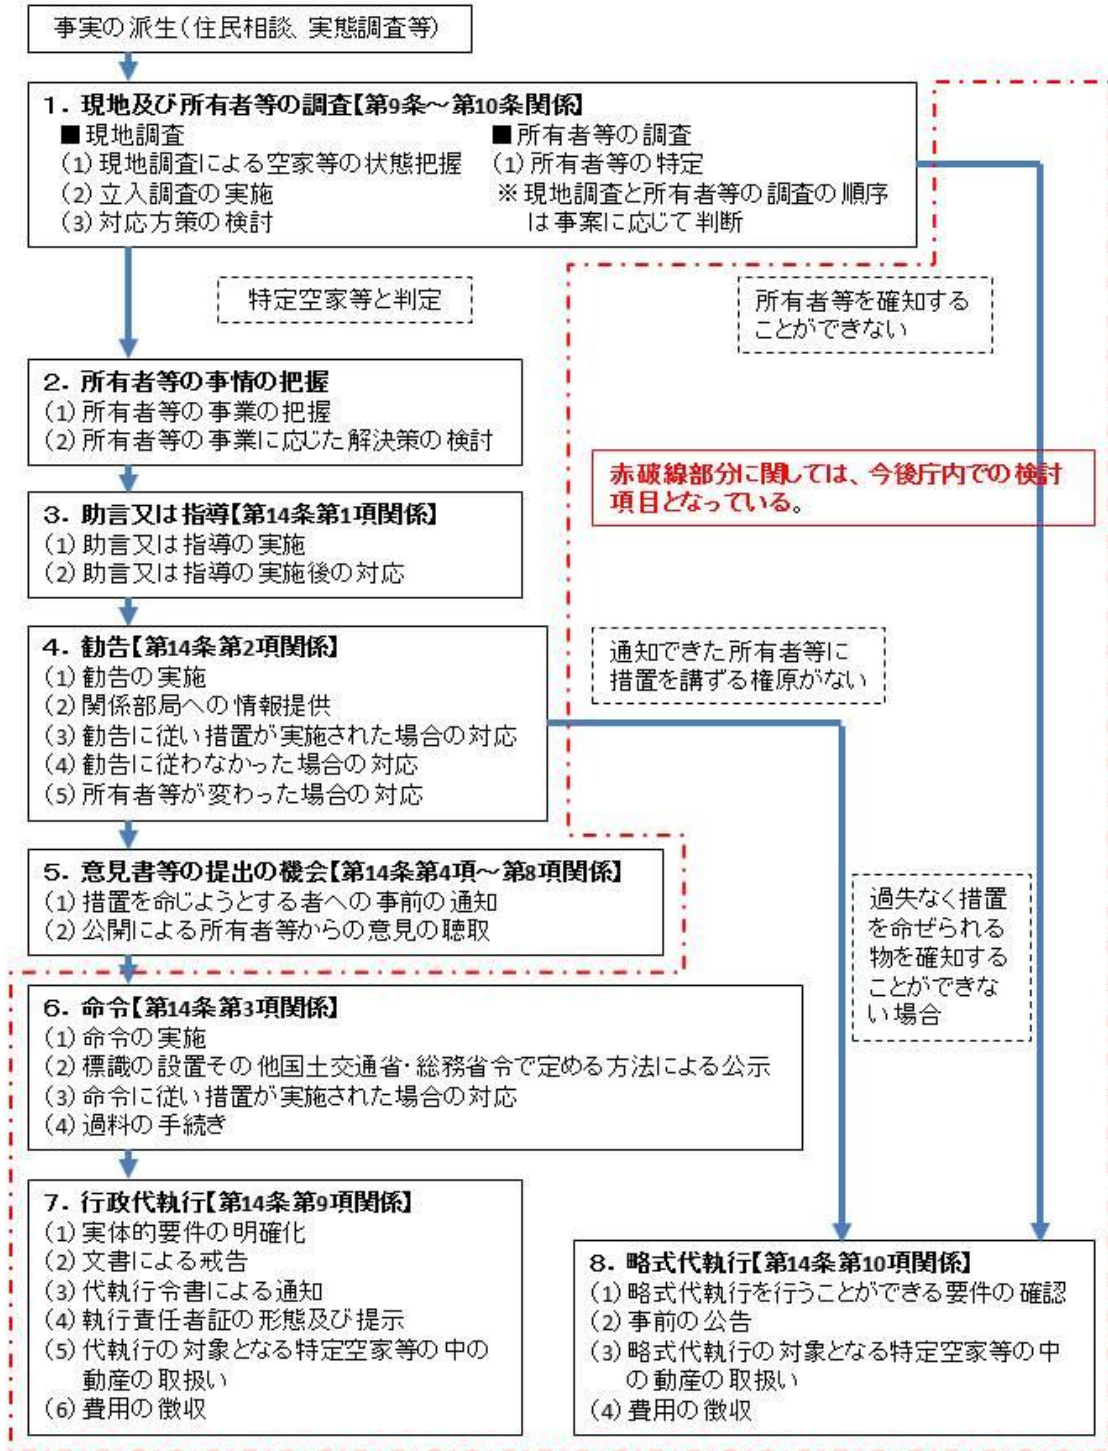 事実の派生（住民相談、実態調査等）
1．現地及び所有者等の調査【第9条～第10条関係】
■現地調査
（1）現地調査による空家等の状態把握
（2）立入調査の実施
（3）対応方策の検討
■所有者等の調査
（1）所有者等の特定
※現地調査と所有者等の調査の順序
は事案に応じて判断
特定空家等と判定
所有者等を確知する
ことができない
2．所有者等の事情の把握
（1）所有者等の事業の把握
（2）所有者等の事業に応じた解決策の検討
赤破線部分に関しては、今後庁内での検討
項目となっている。
3．助言又は指導【第14条第1項関係】
（1）助言又は指導の実施
（2）助言又は指導の実施後の対応
4．勧告【第14条第2項関係】
（1）勧告の実施
（2）関係部局への情報提供
（3）勧告に従い措置が実施された場合の対応
（4）勧告に従わなかった場合の対応
（5）所有者等が変わった場合の対応
通知できた所有者等に
措置を講ずる権原がない
5．意見書等の提出の機会【第14条第4項～第8項関係】
（1）措置を命じようとする者への事前の通知
（2）公開による所有者等からの意見の聴取
過失なく措置
を命ぜられる
物を確知する
ことができな
い場合
6．命令【第14条第3項関係】
（1）命令の実施
（2）標識の設置その他国土交通省・総務省令で定める方法による公示
（3）命令に従い措置が実施された場合の対応
（4）過料の手続き
7．行政代執行【第14条第9項関係】
（1）実体的要件の明確化
（2）文書による戒告
（3）代執行令書による通知
（4）執行責任者証の形態及び提示
（5）代執行の対象となる特定空家等の中の
動産の取扱い
（6）費用の徴収
8．略式代執行【第14条第10項関係】
（1）略式代執行を行うことができる要件の確認
（2）事前の公告
（3）略式代執行の対象となる特定空家等の中
の動産の取扱い
（4）費用の徴収